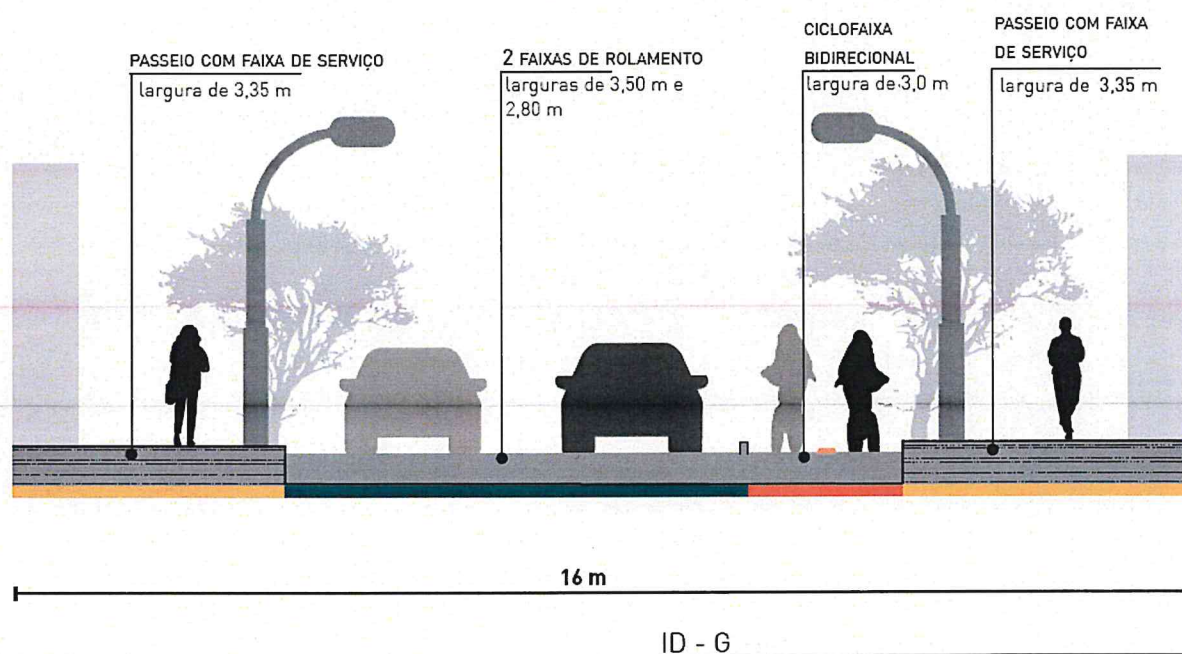 PASSEIO COM FAIXA DE SERVIÇO
largura de 3,35 m
2 FAIXAS DE ROLAMENTO
larguras de 3,50 m e
2,80 m
CICLOFAIXA
BIDIRECIONAL
largura de 3,0 m
PASSEIO COM FAIXA
DE SERVIÇO
largura de 3,35 m
16 m
ID - G